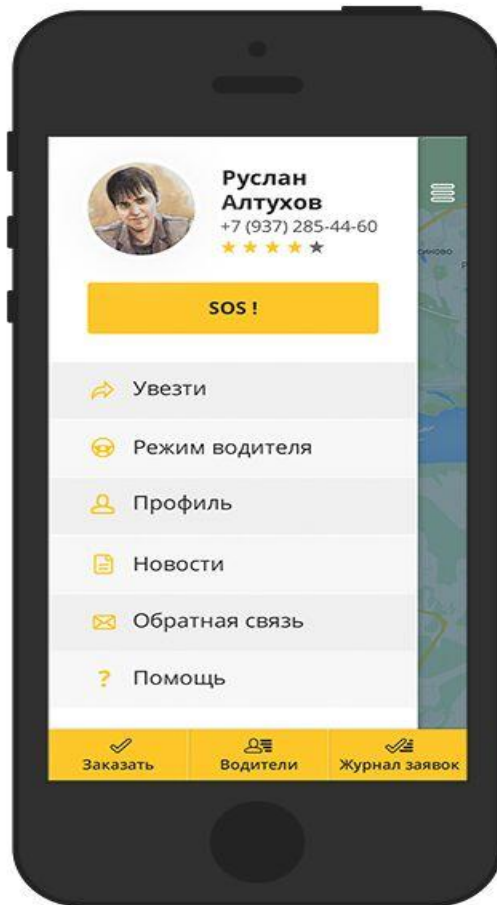 Руслан
Алтухов
+7 (937) 285-44-60
SOS !
Увезти
Режим водителя
Профиль
Новости
Обратная связь
? Помощь
Заказать
Водители
Журнал заявок